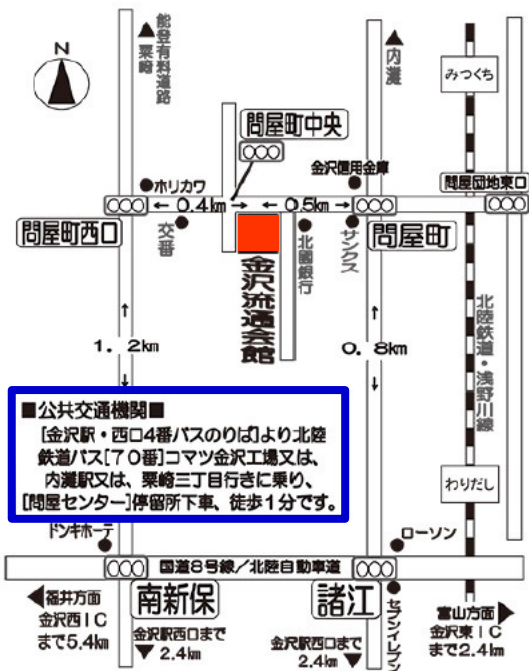 N
能登有料道路
粟崎
内灘
みつくち
問屋町中央
ホリカワ
金沢信用金庫
問屋団地東口
0.4km
0.5km
問屋町西口
交番
金沢流通会館
北國銀行
サンクス
問屋町
北陸鉄道・浅野川線
1.2km
0.8km
■公共交通機関■
[金沢駅・西口4番バスのりば]より北陸
鉄道バス[70番]コマツ金沢工場又は、
内灘駅又は、粟崎三丁目行きに乗り、
[問屋センター]停留所下車、徒歩1分です。
わりだし
ドンキホーテ
ローソン
国道8号線/北陸自動車道
南新保
諸江
福井方面
金沢西IC
まで5.4km
金沢駅西口まで
2.4km
金沢駅西口まで
2.4km
セブンイレブン
富山方面
金沢東IC
まで2.4km